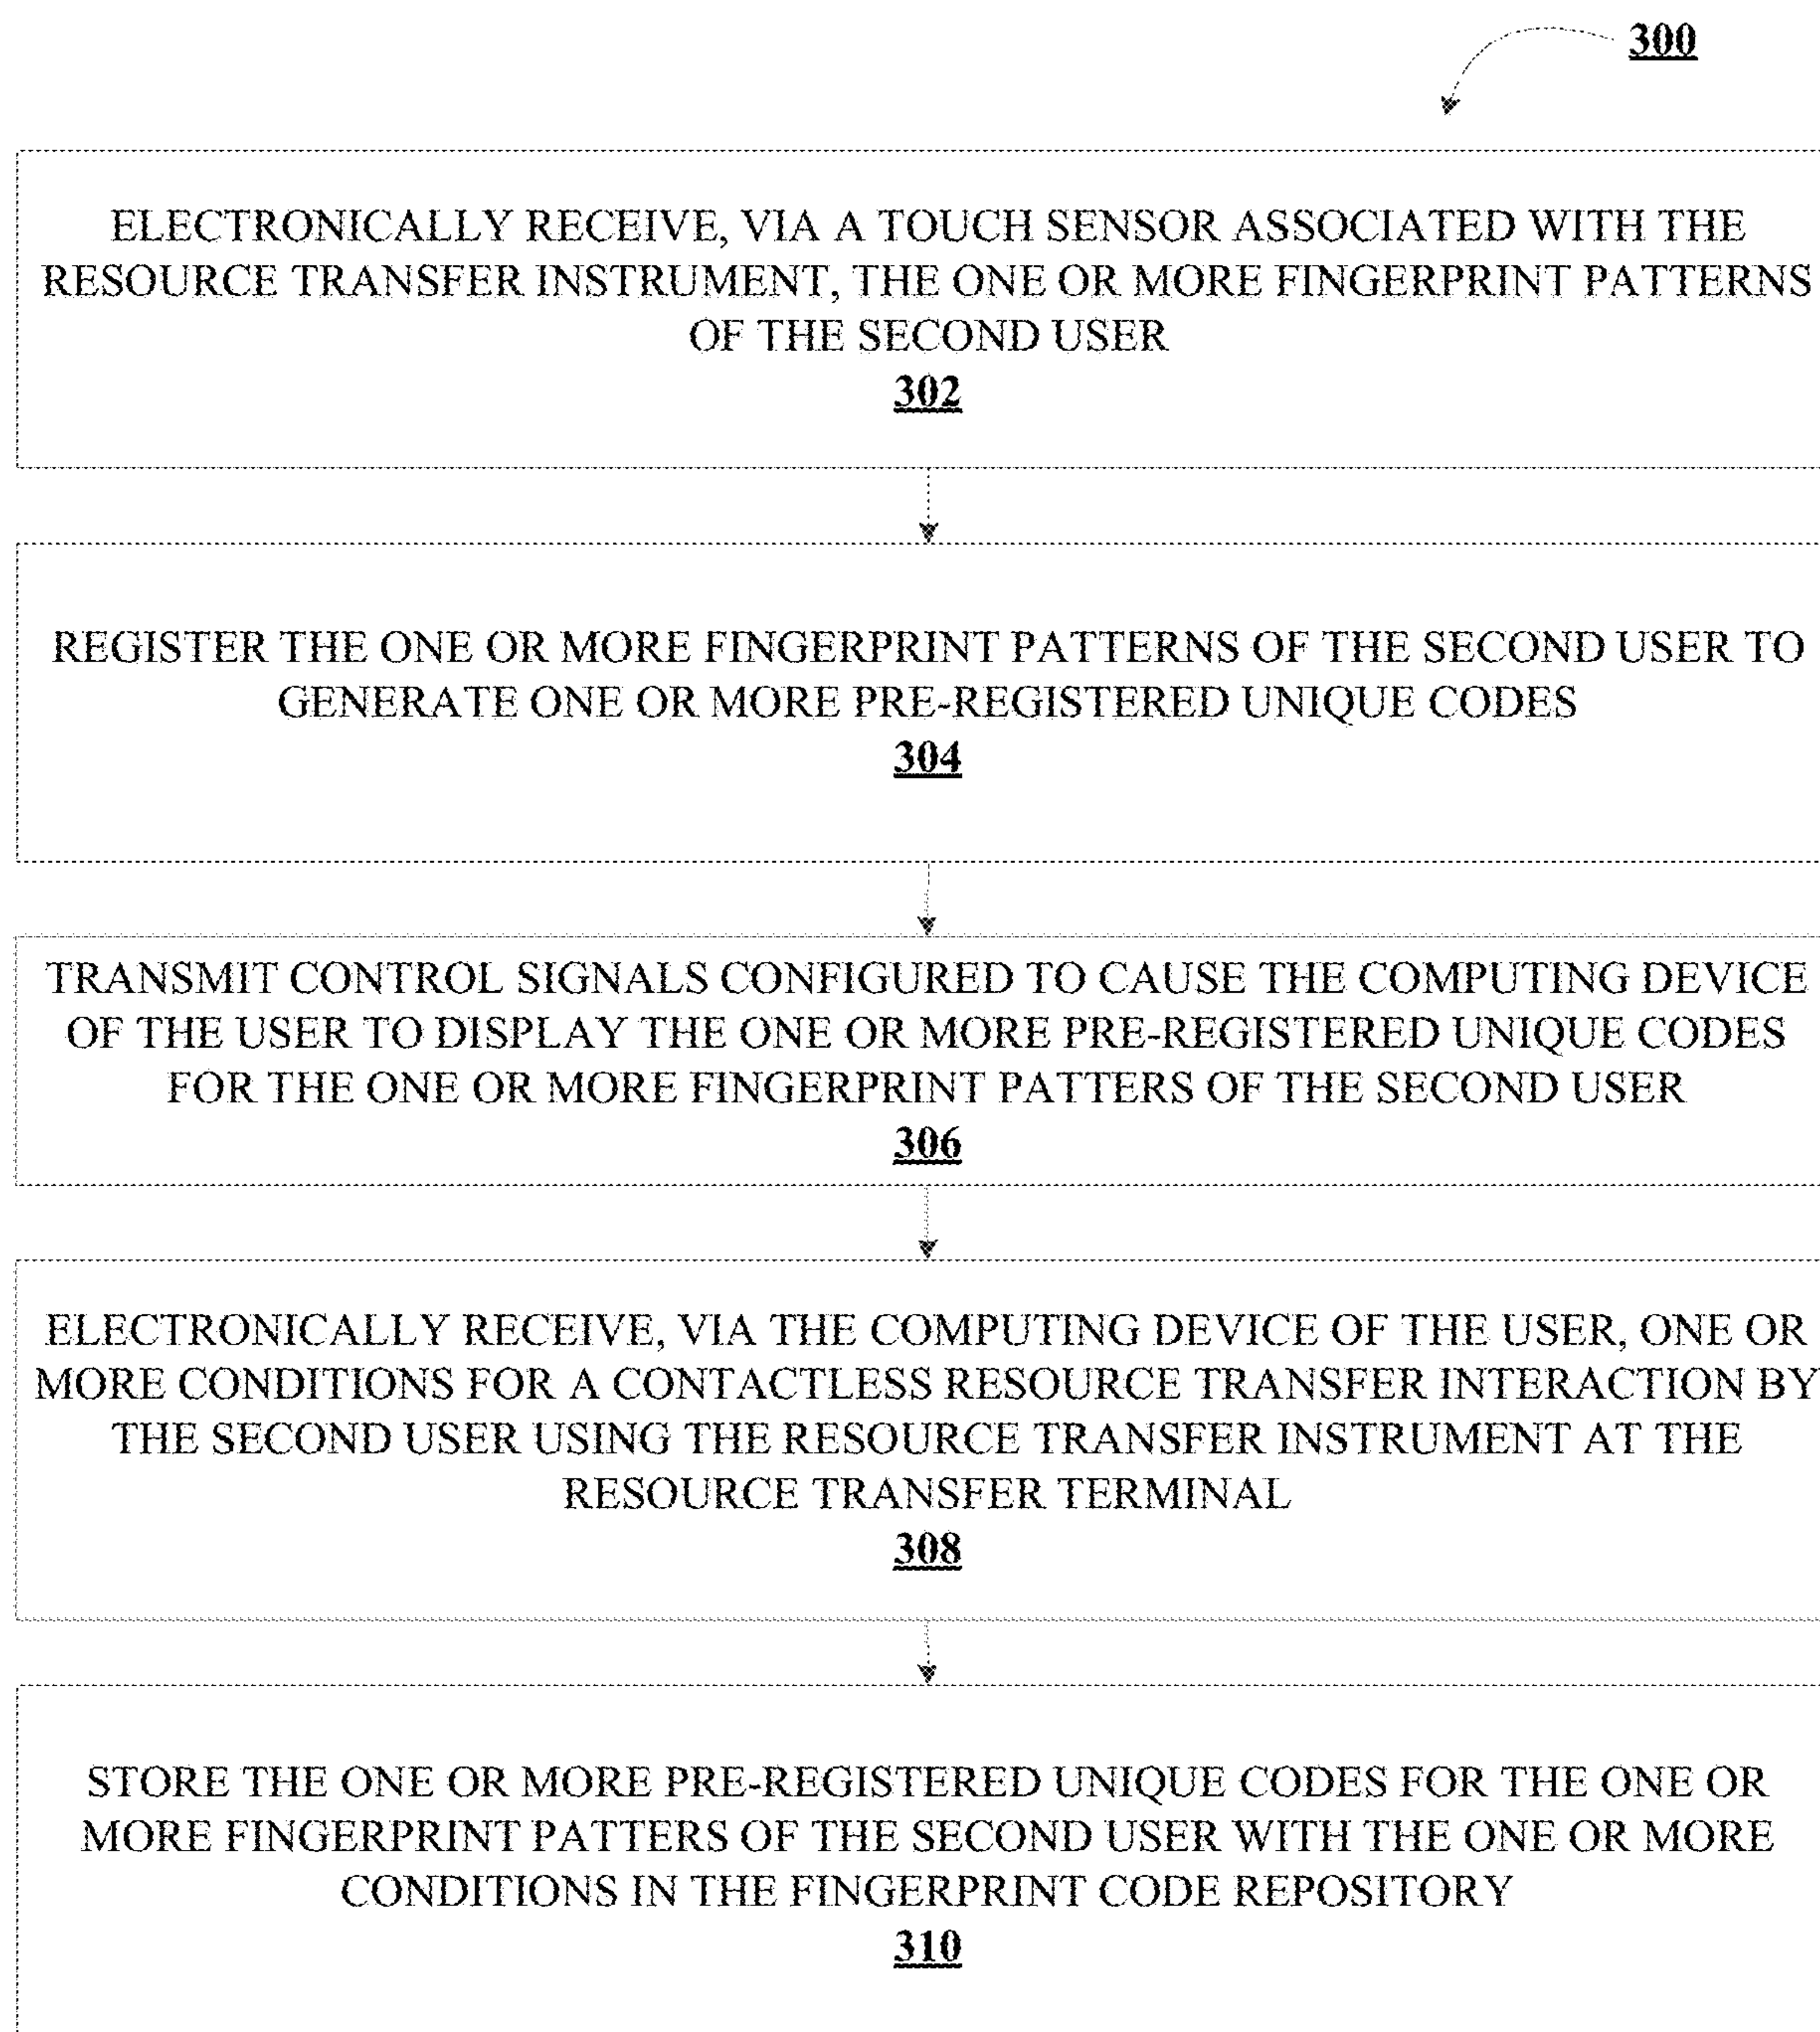 300
ELECTRONICALLY RECEIVE, VIA A TOUCH SENSOR ASSOCIATED WITH THE
RESOURCE TRANSFER INSTRUMENT, THE ONE OR MORE FINGERPRINT PATTERNS
OF THE SECOND USER
302
REGISTER THE ONE OR MORE FINGERPRINT PATTERNS OF THE SECOND USER TO
GENERATE ONE OR MORE PRE-REGISTERED UNIQUE CODES
304
TRANSMIT CONTROL SIGNALS CONFIGURED TO CAUSE THE COMPUTING DEVICE
OF THE USER TO DISPLAY THE ONE OR MORE PRE-REGISTERED UNIQUE CODES
FOR THE ONE OR MORE FINGERPRINT PATTERS OF THE SECOND USER
306
ELECTRONICALLY RECEIVE, VIA THE COMPUTING DEVICE OF THE USER, ONE OR
MORE CONDITIONS FOR A CONTACTLESS RESOURCE TRANSFER INTERACTION BY
THE SECOND USER USING THE RESOURCE TRANSFER INSTRUMENT AT THE
RESOURCE TRANSFER TERMINAL
308
STORE THE ONE OR MORE PRE-REGISTERED UNIQUE CODES FOR THE ONE OR
MORE FINGERPRINT PATTERS OF THE SECOND USER WITH THE ONE OR MORE
CONDITIONS IN THE FINGERPRINT CODE REPOSITORY
310